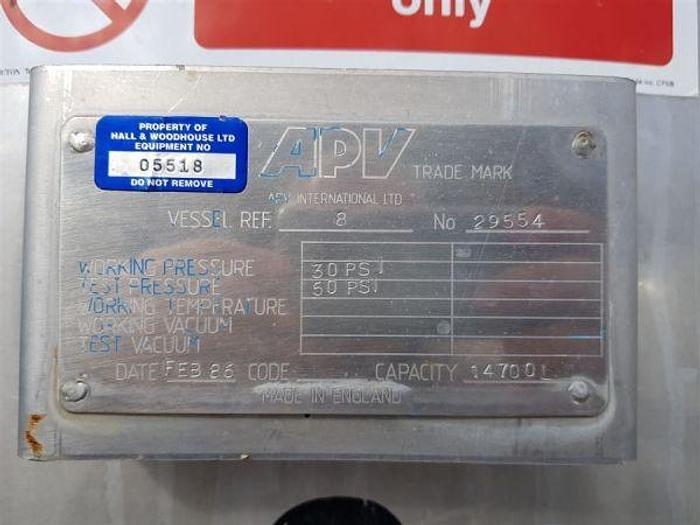 only
PROPERTY OF
HALL & WOODHOUSE LTD
EQUIPMENT NO
05518
DO NOT REMOVE
APV TRADE MARK
APV INTERNATIONAL LTD
VESSEL REF. 8 No 29554
WORKING PRESSURE 30 PSI
TEST PRESSURE 50 PSI
WORKING TEMPERATURE
WORKING VACUUM
TEST VACUUM
DATE FEB 86 CODE CAPACITY 14700L
MADE IN ENGLAND